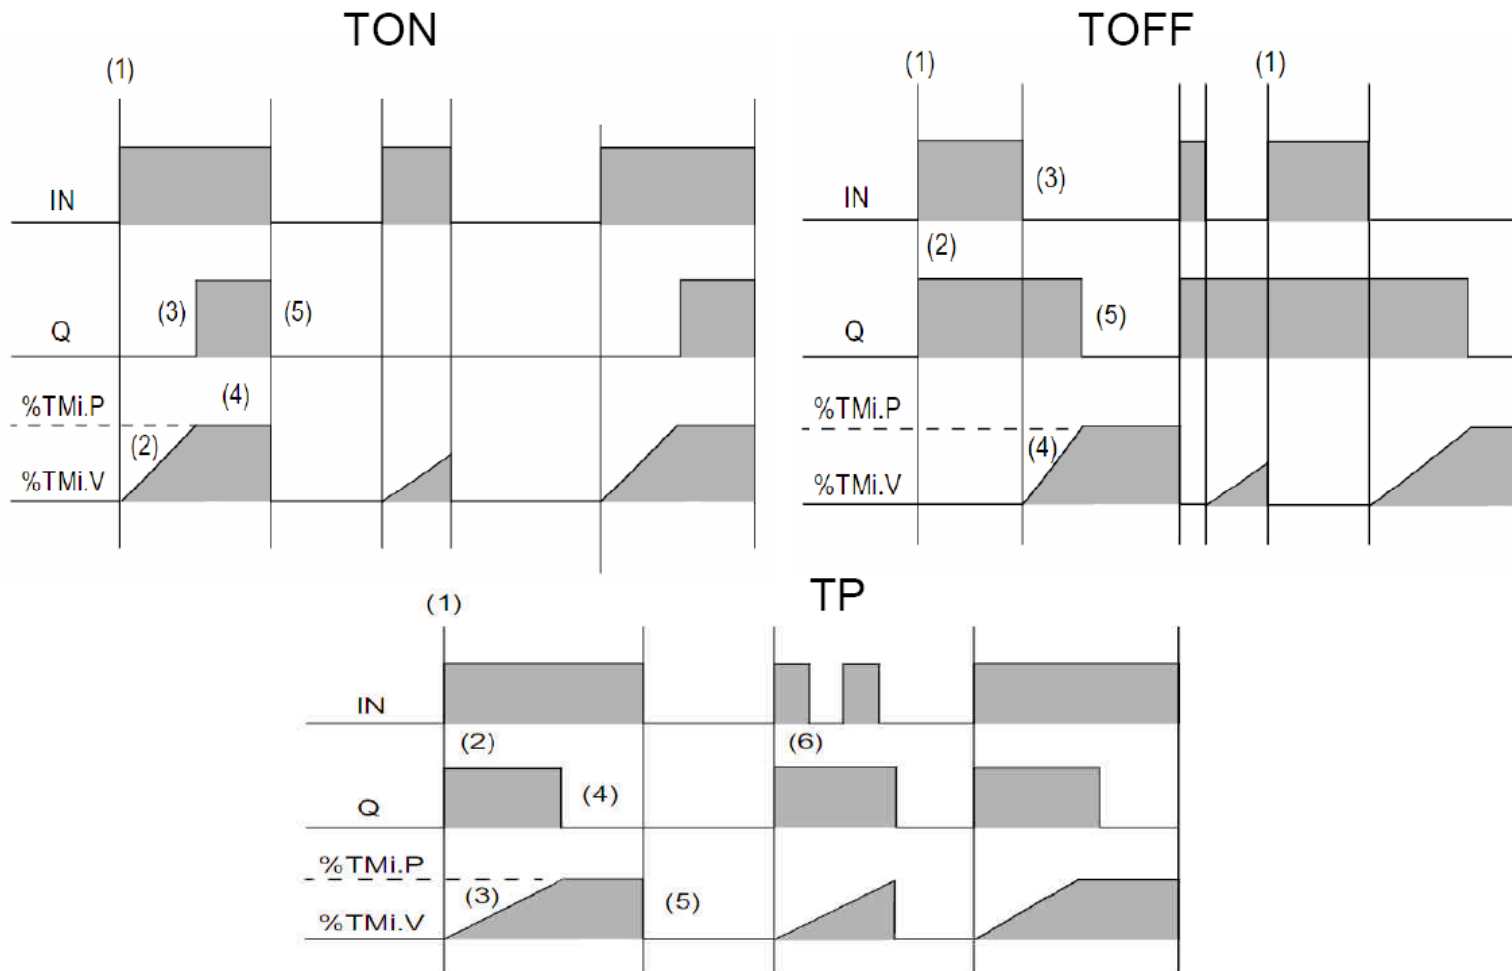 TON
(1)
IN
(3)
(5)
Q
(4)
%TMi.P
(2)
%TMi.V
TOFF
(1)
(1)
(3)
IN
(2)
(5)
Q
%TMi.P
(4)
%TMi.V
TP
(1)
IN
(2)
(6)
(4)
Q
%TMi.P
(3)
(5)
%TMi.V